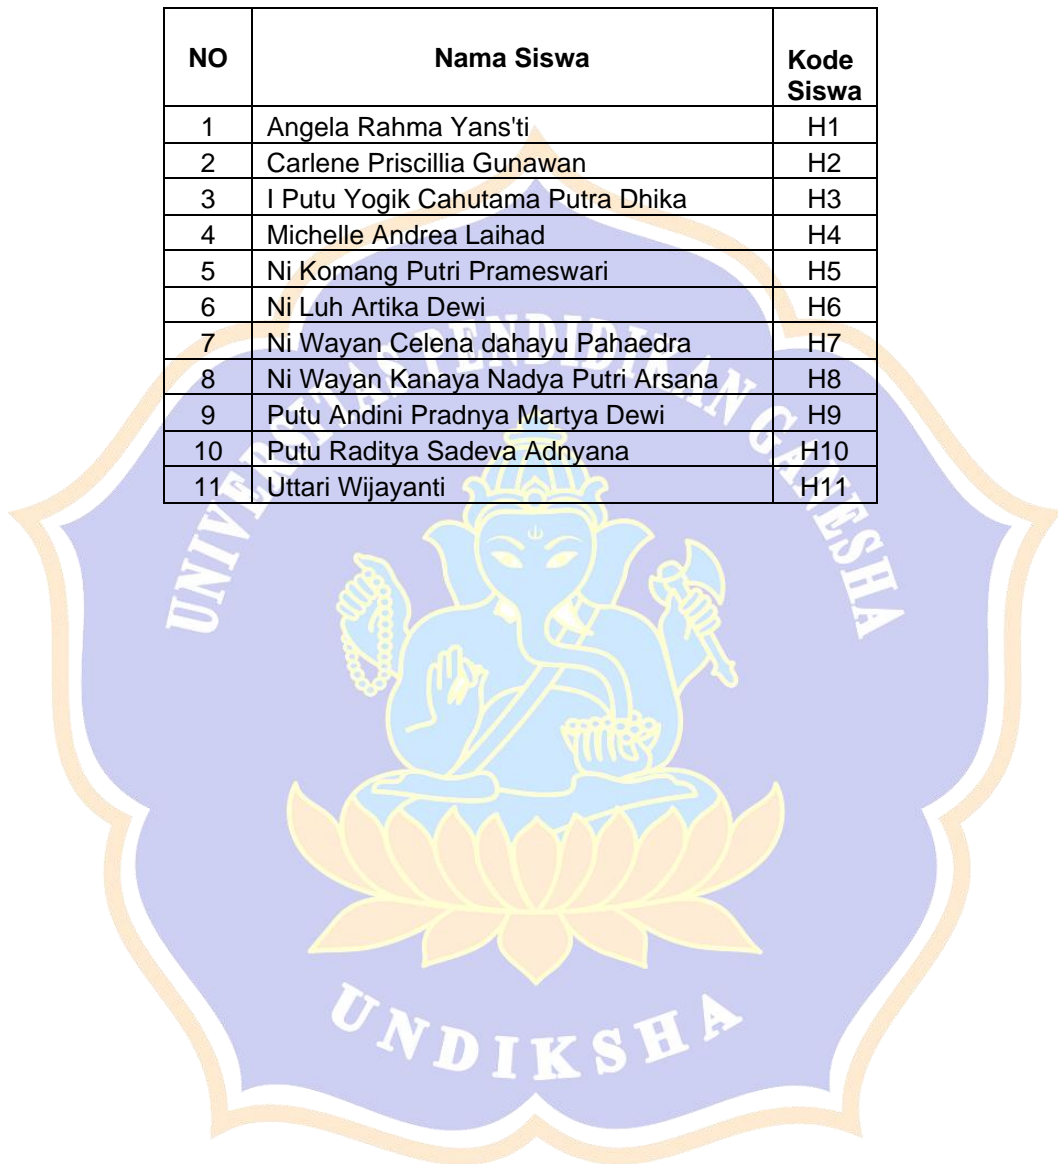 NO Nama Siswa Kode Siswa
1 Angela Rahma Yans'ti H1
2 Carlene Priscillia Gunawan H2
3 I Putu Yogik Cahutama Putra Dhika H3
4 Michelle Andrea Laihad H4
5 Ni Komang Putri Prameswari H5
6 Ni Luh Artika Dewi H6
7 Ni Wayan Celena dahayu Pahaedra H7
8 Ni Wayan Kanaya Nadya Putri Arsana H8
9 Putu Andini Pradnya Martya Dewi H9
10 Putu Raditya Sadeva Adnyana H10
11 Uttari Wijayanti H11
UNIVERSITAS PENDIDIKAN GANESHA
UNDIKSHA